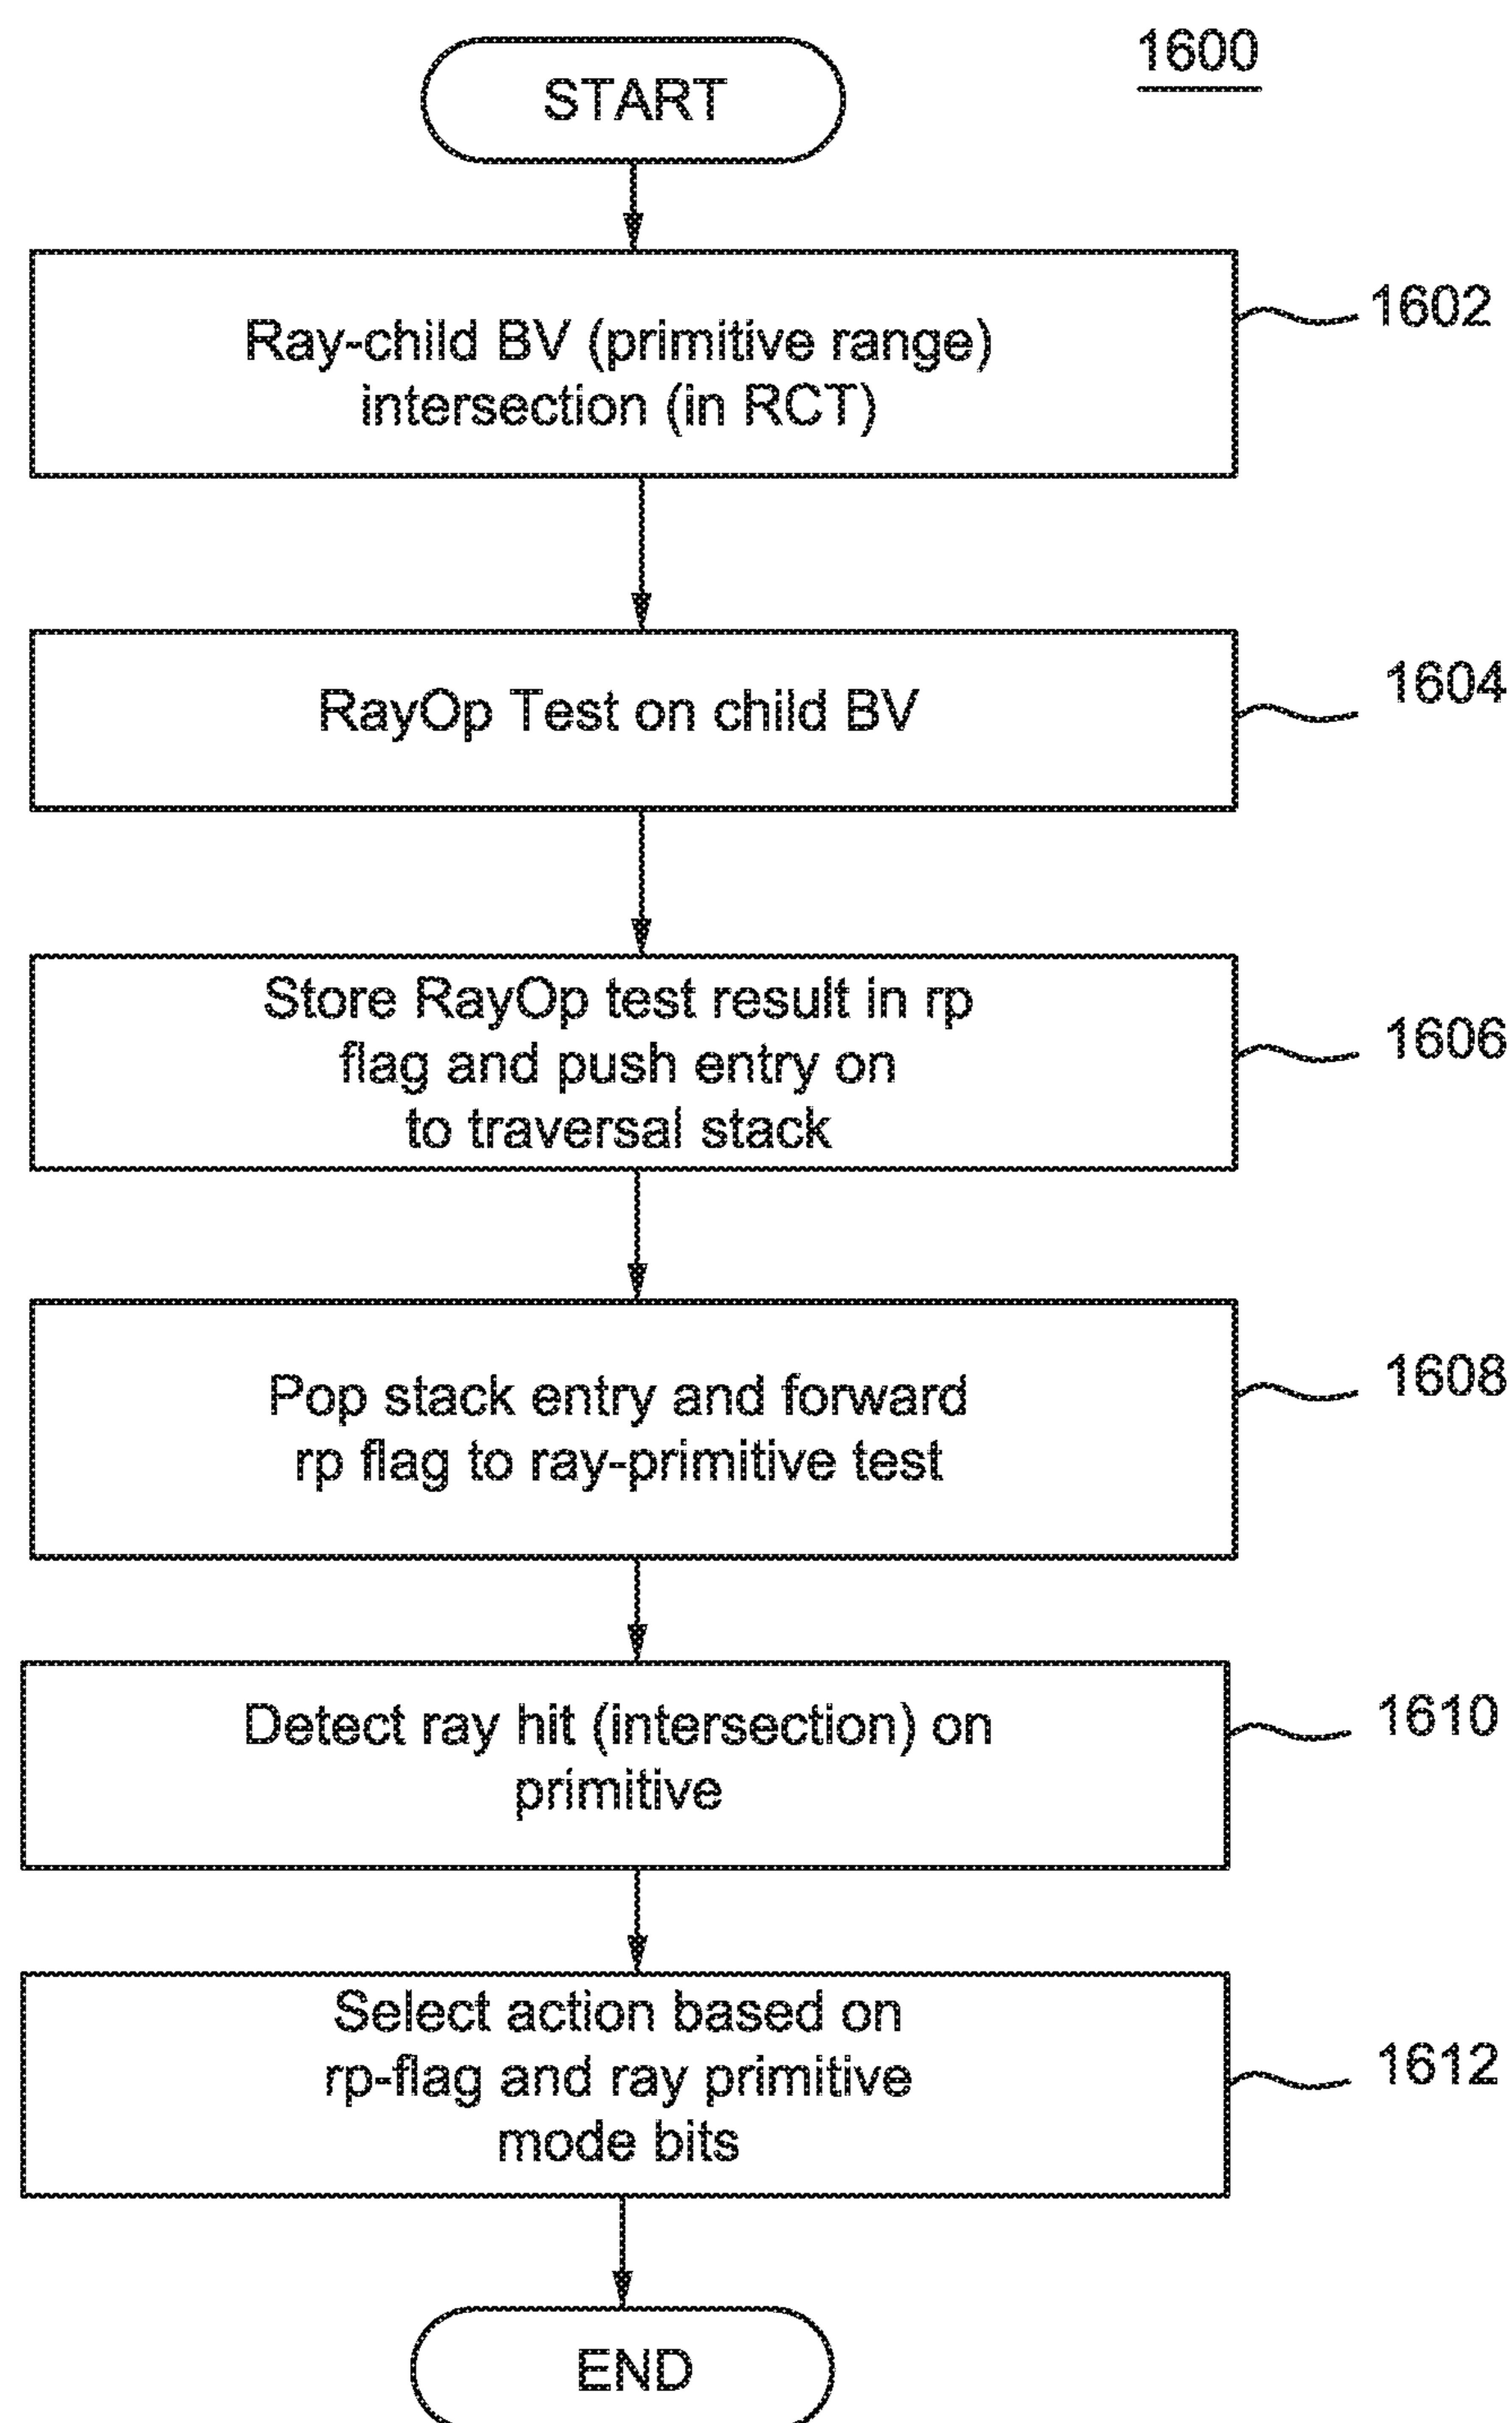 1600
START
Ray-child BV (primitive range)
intersection (in RCT)
1602
RayOp Test on child BV
1604
Store RayOp test result in rp
flag and push entry on
to traversal stack
1606
Pop stack entry and forward
rp flag to ray-primitive test
1608
Detect ray hit (intersection) on
primitive
1610
Select action based on
rp-flag and ray primitive
mode bits
1612
END